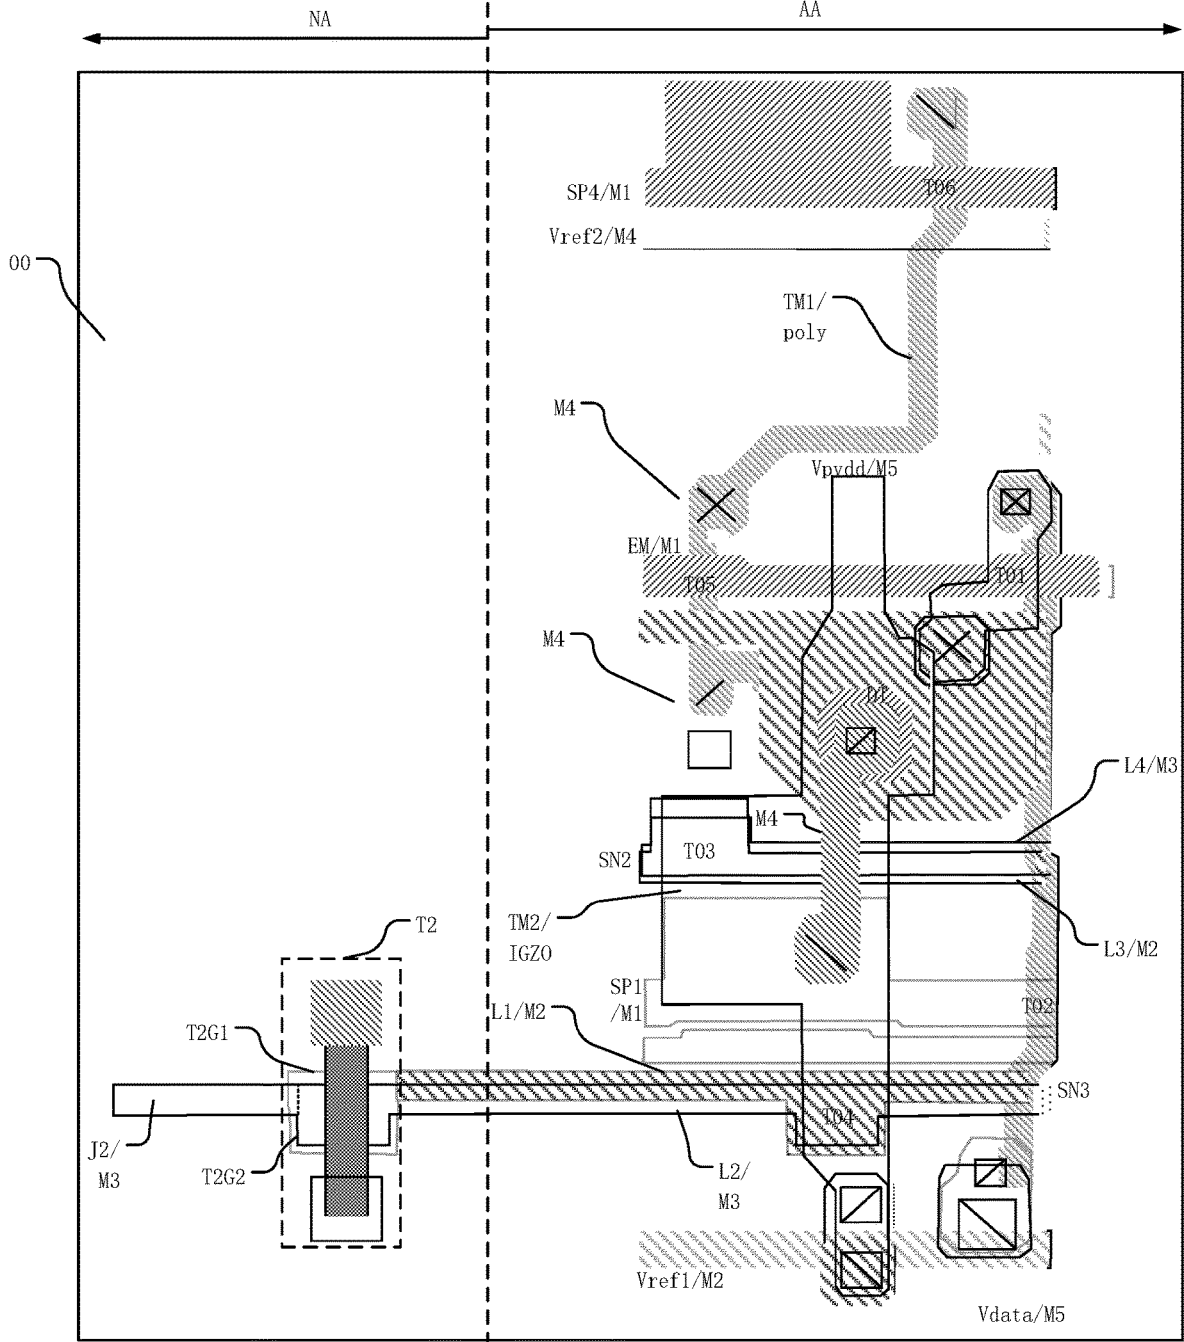 NA
AA
SP4/M1
T06
Vref2/M4
00
TM1/
poly
M4
Vpvdd/M5
EM/M1
T05
T01
M4
DT
L4/M3
M4
SN2
T03
T2
TM2/
IGZO
L3/M2
SP1
/M1
L1/M2
T02
T2G1
SN3
T04
J2/
M3
T2G2
L2/
M3
Vref1/M2
Vdata/M5